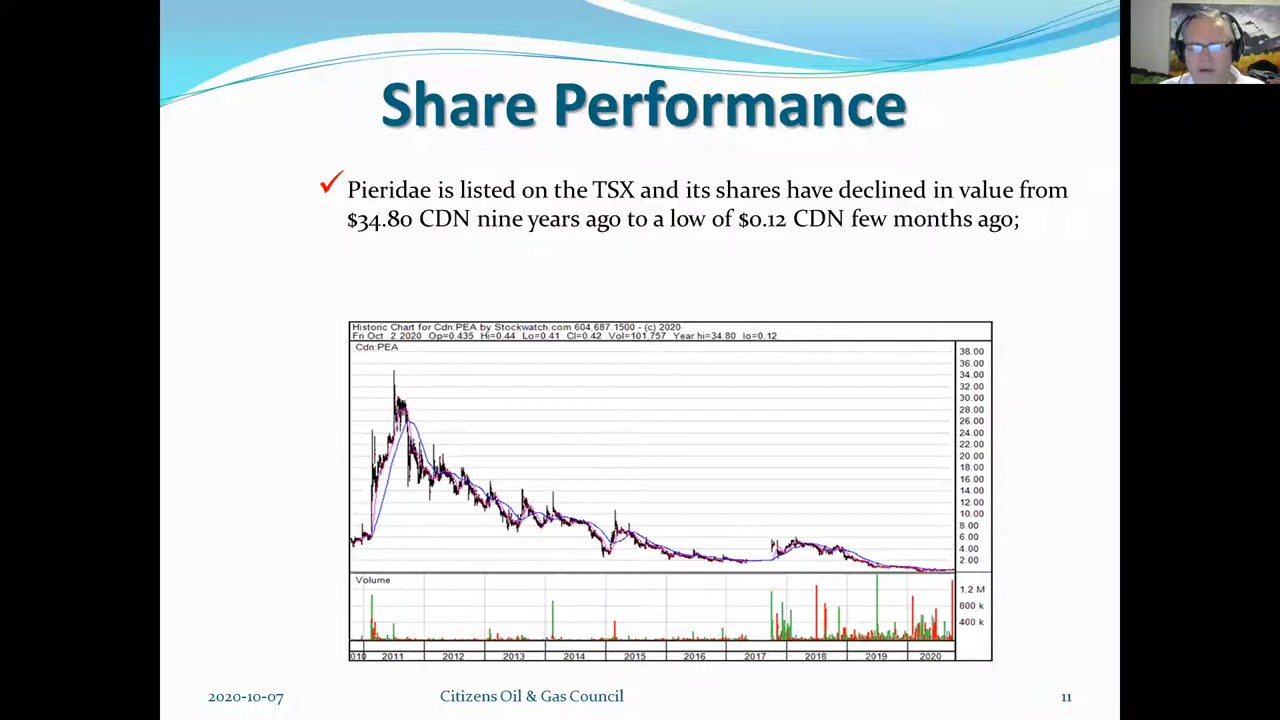 Share Performance
Pieridae is listed on the TSX and its shares have declined in value from
$34.80 CDN nine years ago to a low of $0.12 CDN few months ago;
Historic Chart for Cdn:PEA by Stockwatch.com 604.687.1500 - (c) 2020
Fri Oct 2 2020 Op=0.435 Hi=0.44 Lo=0.41 Cl=0.42 Vol=101,757 Year hi=34.80 lo=0.12
Cdn:PEA
38.00
36.00
34.00
32.00
30.00
28.00
26.00
24.00
22.00
20.00
18.00
16.00
14.00
12.00
10.00
8.00
6.00
4.00
2.00
Volume
1.2 M
800 k
400 k
010 2011 2012 2013 2014 2015 2016 2017 2018 2019 2020
2020-10-07 Citizens Oil & Gas Council 11